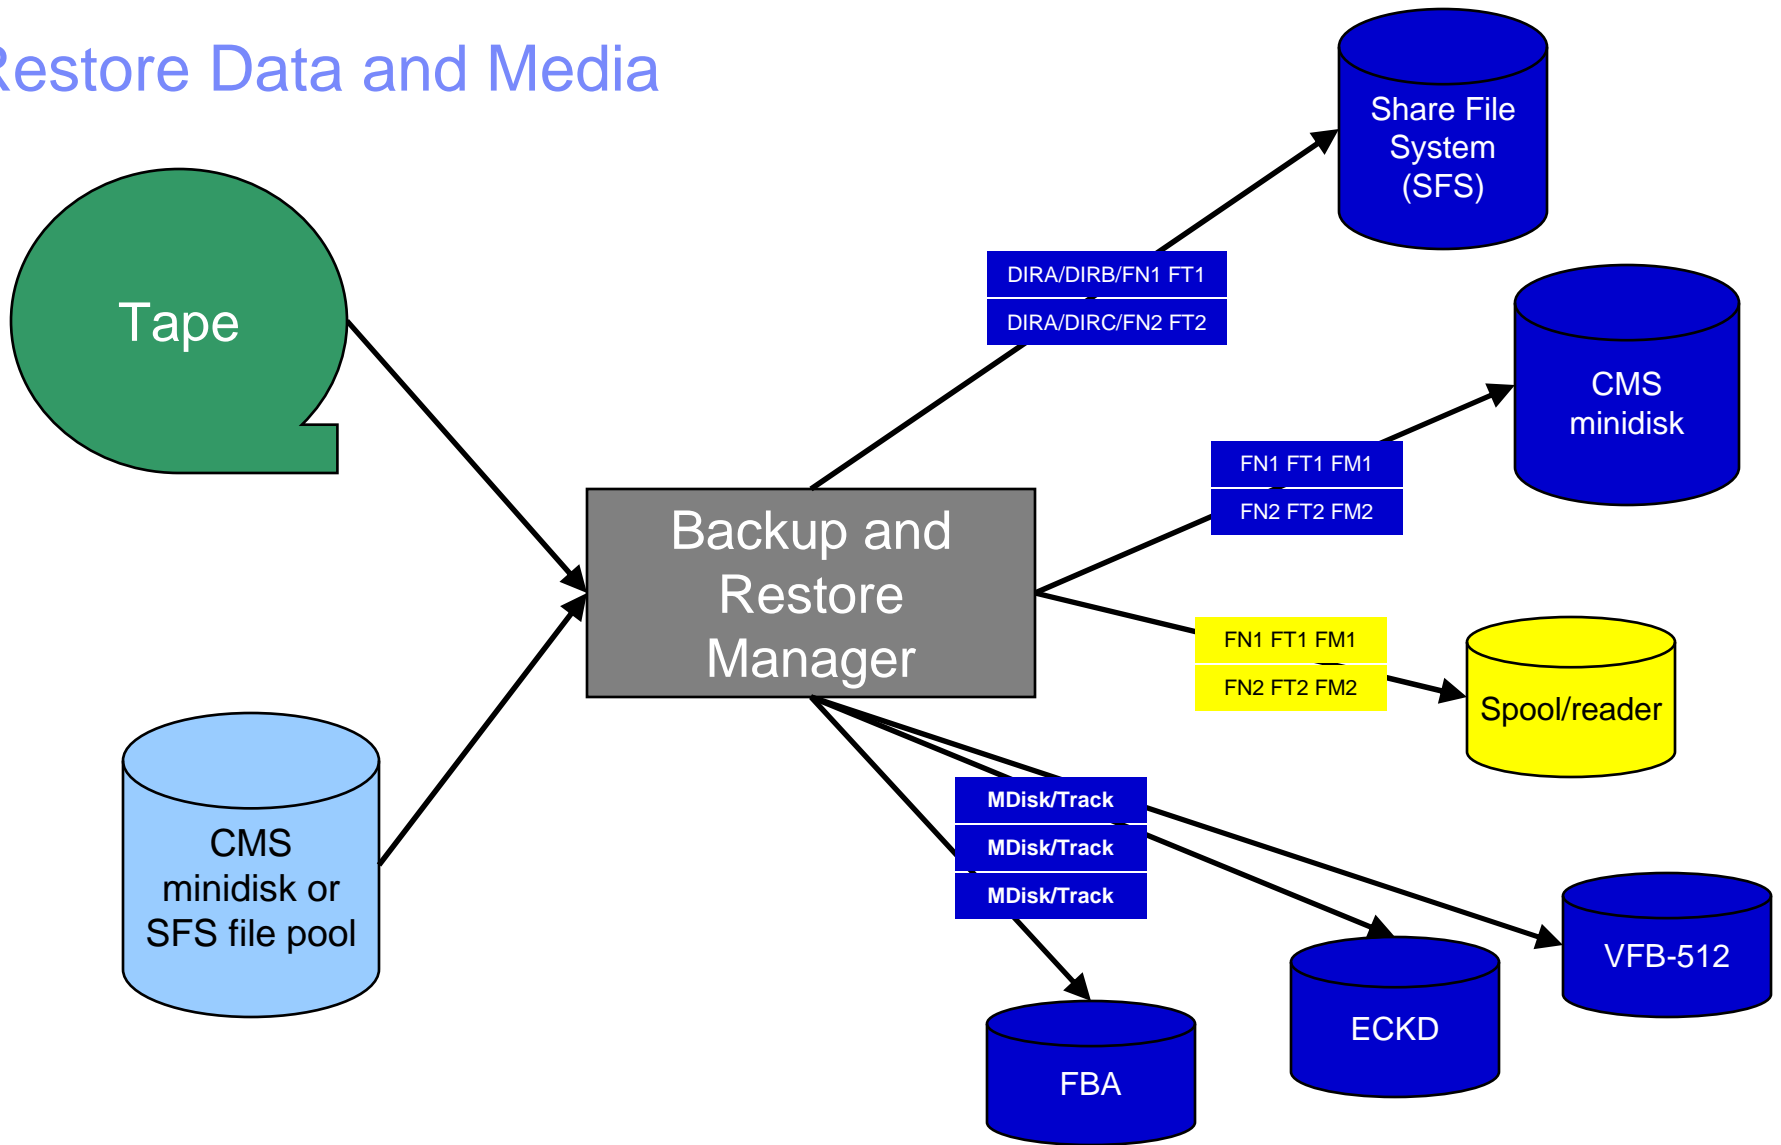 Restore Data and Media
Share File
System
(SFS)
DIRA/DIRB/FN1 FT1
DIRA/DIRC/FN2 FT2
Tape
CMS
minidisk
FN1 FT1 FM1
FN2 FT2 FM2
Backup and
Restore
Manager
FN1 FT1 FM1
FN2 FT2 FM2
Spool/reader
MDisk/Track
MDisk/Track
MDisk/Track
CMS
minidisk or
SFS file pool
VFB-512
ECKD
FBA